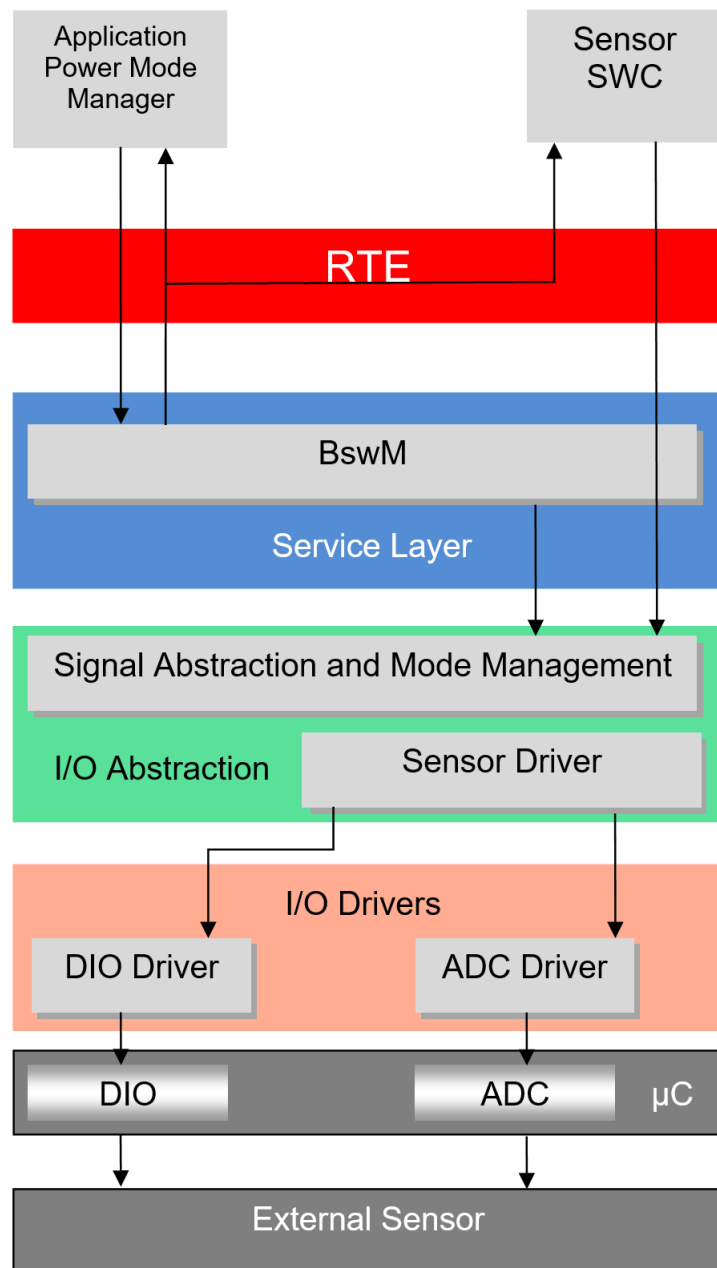 Application
Power Mode
Manager
Sensor
SWC
RTE
BswM
Service Layer
Signal Abstraction and Mode Management
I/O Abstraction
Sensor Driver
I/O Drivers
DIO Driver
ADC Driver
DIO
ADC
µC
External Sensor